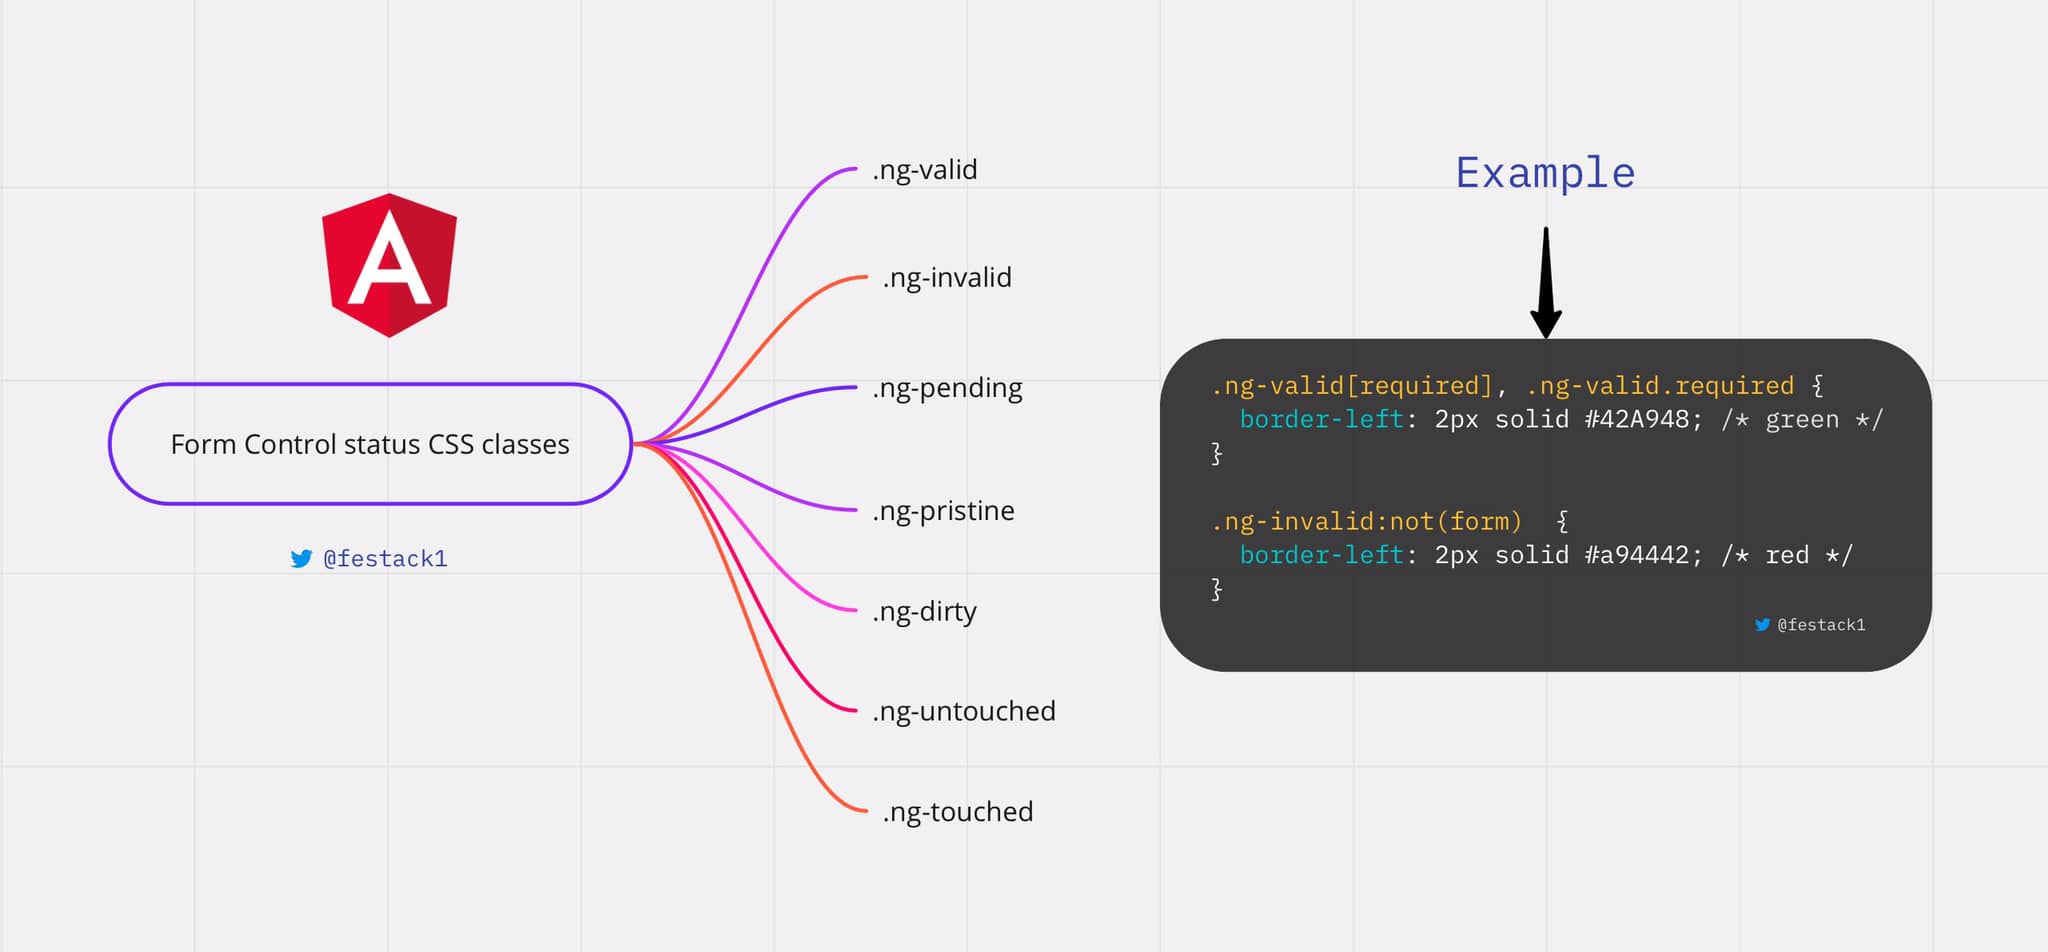 A
Form Control status CSS classes
@festack1
.ng-valid
.ng-invalid
.ng-pending
.ng-pristine
.ng-dirty
.ng-untouched
.ng-touched
Example
.ng-valid[required], .ng-valid.required {
  border-left: 2px solid #42A948; /* green */
}
.ng-invalid:not(form)  {
  border-left: 2px solid #a94442; /* red */
}
@festack1